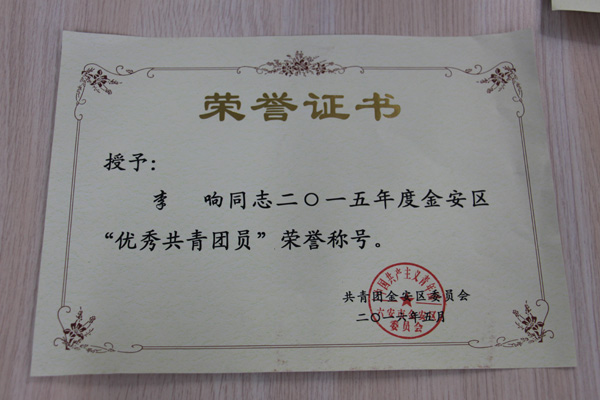 荣誉证书
授予：
李 响同志二〇一五年度金安区
“优秀共青团员”荣誉称号。
共青团金安区委员会
二〇一六年五月